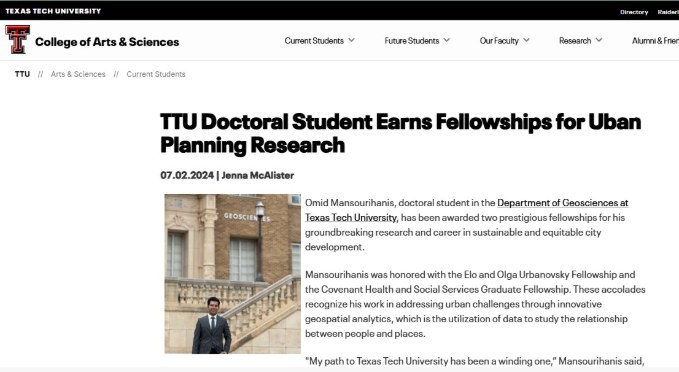 TEXAS TECH UNIVERSITY
Directory Raider
College of Arts & Sciences
Current Students Future Students Our Faculty Research Alumni & Frien
TTU // Arts & Sciences // Current Students
TTU Doctoral Student Earns Fellowships for Uban
Planning Research
07.02.2024 | Jenna McAlister
GEOSCIENCES
Omid Mansourihanis, doctoral student in the Department of Geosciences at
Texas Tech University, has been awarded two prestigious fellowships for his
groundbreaking research and career in sustainable and equitable city
development.
Mansourihanis was honored with the Elo and Olga Urbanovsky Fellowship and
the Covenant Health and Social Services Graduate Fellowship. These accolades
recognize his work in addressing urban challenges through innovative
geospatial analytics, which is the utilization of data to study the relationship
between people and places.
"My path to Texas Tech University has been a winding one," Mansourihanis said,